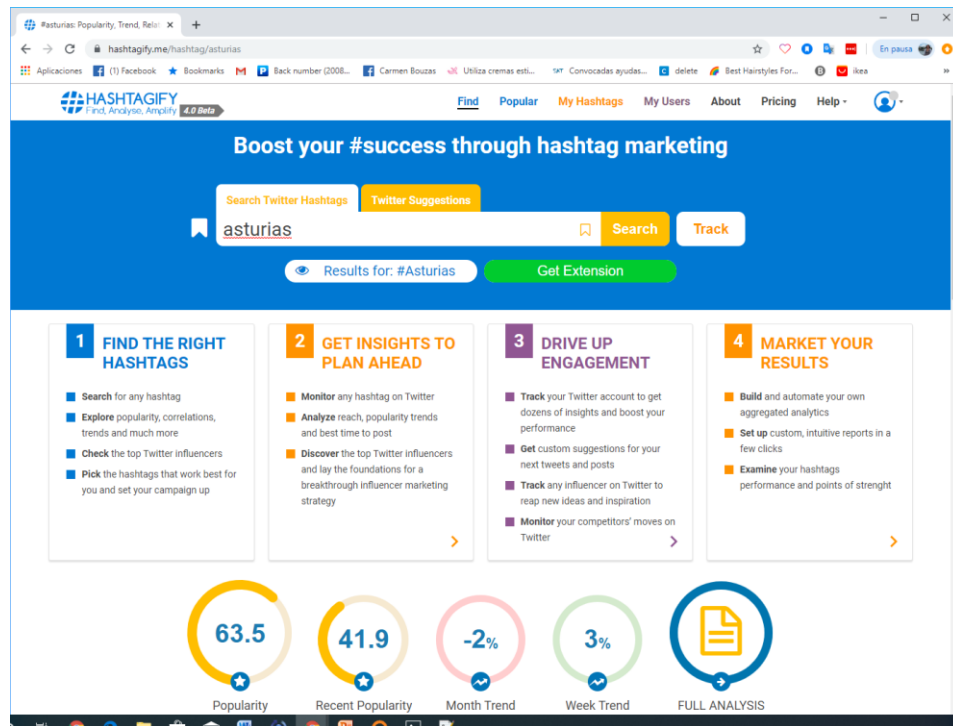 #asturias: Popularity, Trend, Relat
hashtagify.me/hashtag/asturias
En pausa
Aplicaciones (1) Facebook Bookmarks Back number (2008... Carmen Bouzas Utiliza cremas esti... Convocadas ayudas... delete Best Hairstyles For... ikea »
HASHTAGIFY
Find, Analyse, Amplify 4.0 Beta
Find Popular My Hashtags My Users About Pricing Help
Boost your #success through hashtag marketing
Search Twitter Hashtags Twitter Suggestions
asturias Search Track
Results for: #Asturias Get Extension
1 FIND THE RIGHT
HASHTAGS
Search for any hashtag
Explore popularity, correlations,
trends and much more
Check the top Twitter influencers
Pick the hashtags that work best for
you and set your campaign up
2 GET INSIGHTS TO
PLAN AHEAD
Monitor any hashtag on Twitter
Analyze reach, popularity trends
and best time to post
Discover the top Twitter influencers
and lay the foundations for a
breakthrough influencer marketing
strategy
3 DRIVE UP
ENGAGEMENT
Track your Twitter account to get
dozens of insights and boost your
performance
Get custom suggestions for your
next tweets and posts
Track any influencer on Twitter to
reap new ideas and inspiration
Monitor your competitors' moves on
Twitter
4 MARKET YOUR
RESULTS
Build and automate your own
aggregated analytics
Set up custom, intuitive reports in a
few clicks
Examine your hashtags
performance and points of strenght
63.5 41.9 -2% 3%
Popularity Recent Popularity Month Trend Week Trend FULL ANALYSIS